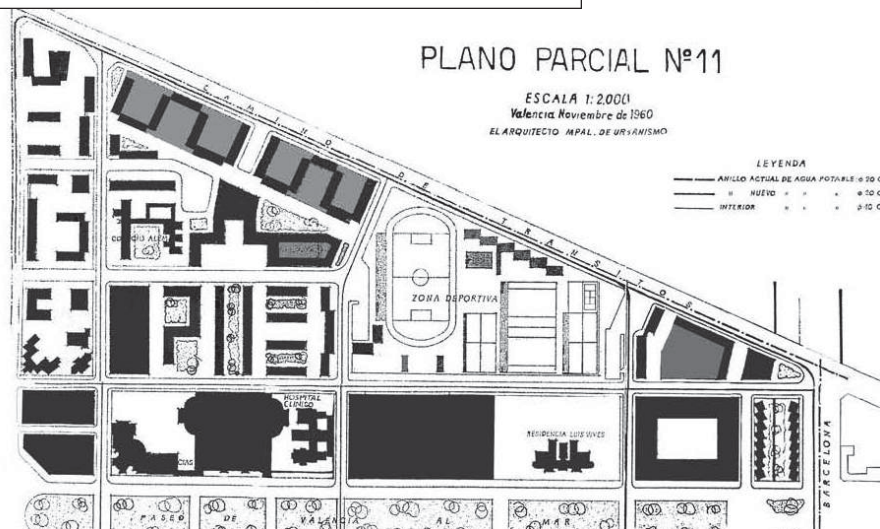 PLANO PARCIAL Nº11
ESCALA 1:2.000
Valencia Noviembre de 1960
EL ARQUITECTO MPAL. DE URBANISMO
LEYENDA
ANILLO ACTUAL DE AGUA POTABLE
" NUEVO " "
INTERIOR " "
CAMINO DE TRANSITOS
COLEGIO ALEM
ZONA DEPORTIVA
HOSPITAL
CLINICO
RESIDENCIA LUIS VIVES
BARCELONA
PASEO DE VALENCIA AL MAR